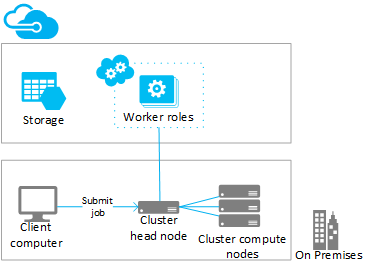 Storage
Worker roles
Submit
job
Client
computer
Cluster
head node
Cluster compute
nodes
On Premises